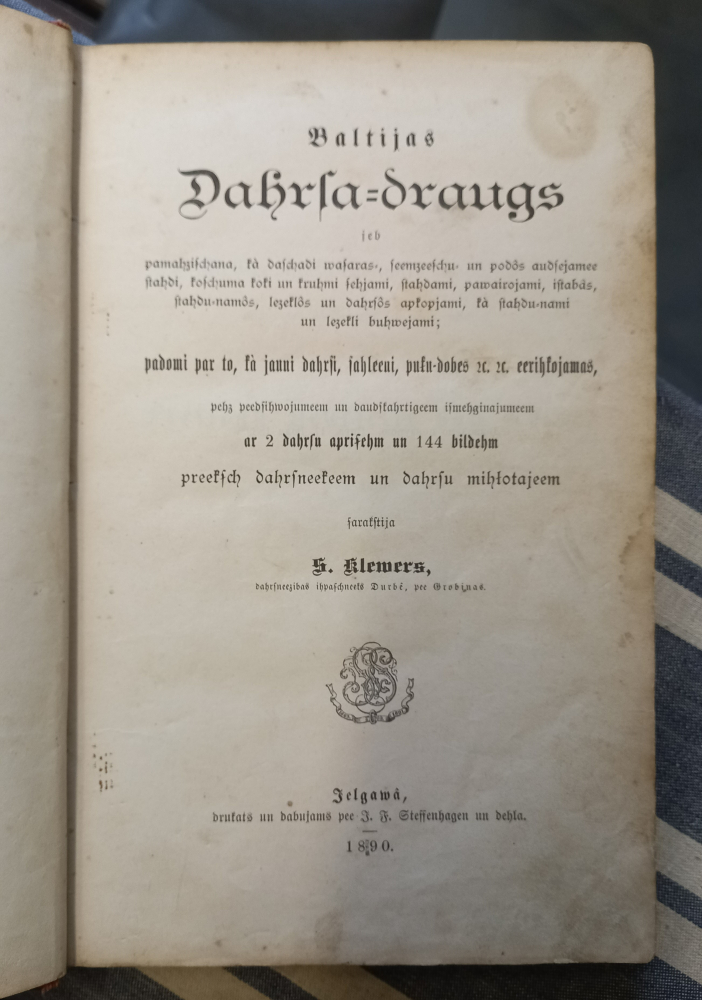 Baltijas
Dahrſa=draugs
jeb
pamahziſchana, kà daſchadi waſaras-, ſeemzeeſchu- un podôs audſejamee
ſtahdi, koſchuma koki un kruhmi ſehjami, ſtahdami, pawairojami, iſtabâs,
ſtahdu-namôs, lezeklôs un dahrſôs apkopjami, kà ſtahdu-nami
un lezekli buhwejami;
padomi par to, kà jauni dahrſi, ſahleeni, puku-dobes ꝛc. ꝛc. eerihkojamas,
pehz peedſihwojumeem un daudſkahrtigeem iſmehginajumeem
ar 2 dahrſu apriſehm un 144 bildehm
preekſch dahrſneekeem un dahrſu mihłotajeem
ſarakſtija
S. Klewers,
dahrſneezibas ihpaſchneeks Durbê, pee Grobinas.
Jelgawâ,
drukats un dabujams pee J. F. Steffenhagen un dehla.
1890.